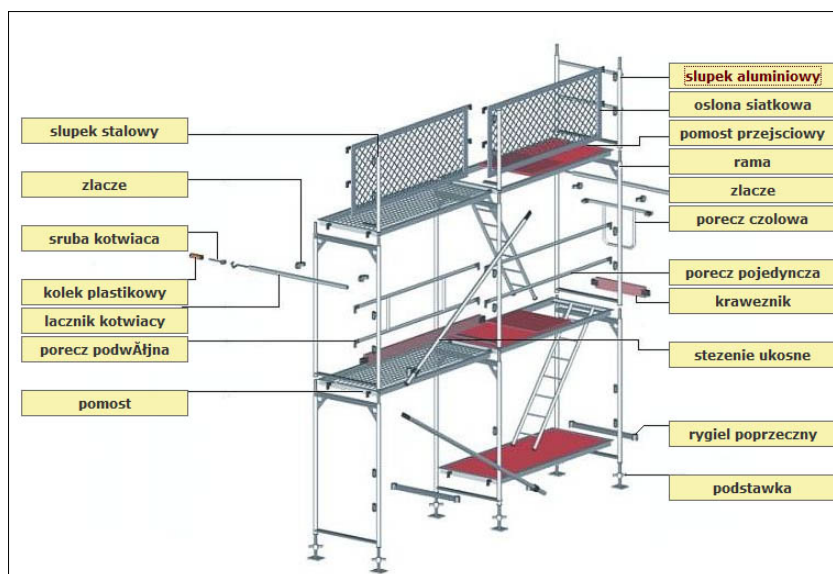 slupek stalowy
zlacze
sruba kotwiaca
kolek plastikowy
lacznik kotwiacy
porecz podwĂłjna
pomost
slupek aluminiowy
oslona siatkowa
pomost przejsciowy
rama
zlacze
porecz czolowa
porecz pojedyncza
kraweznik
stezenie ukosne
rygiel poprzeczny
podstawka